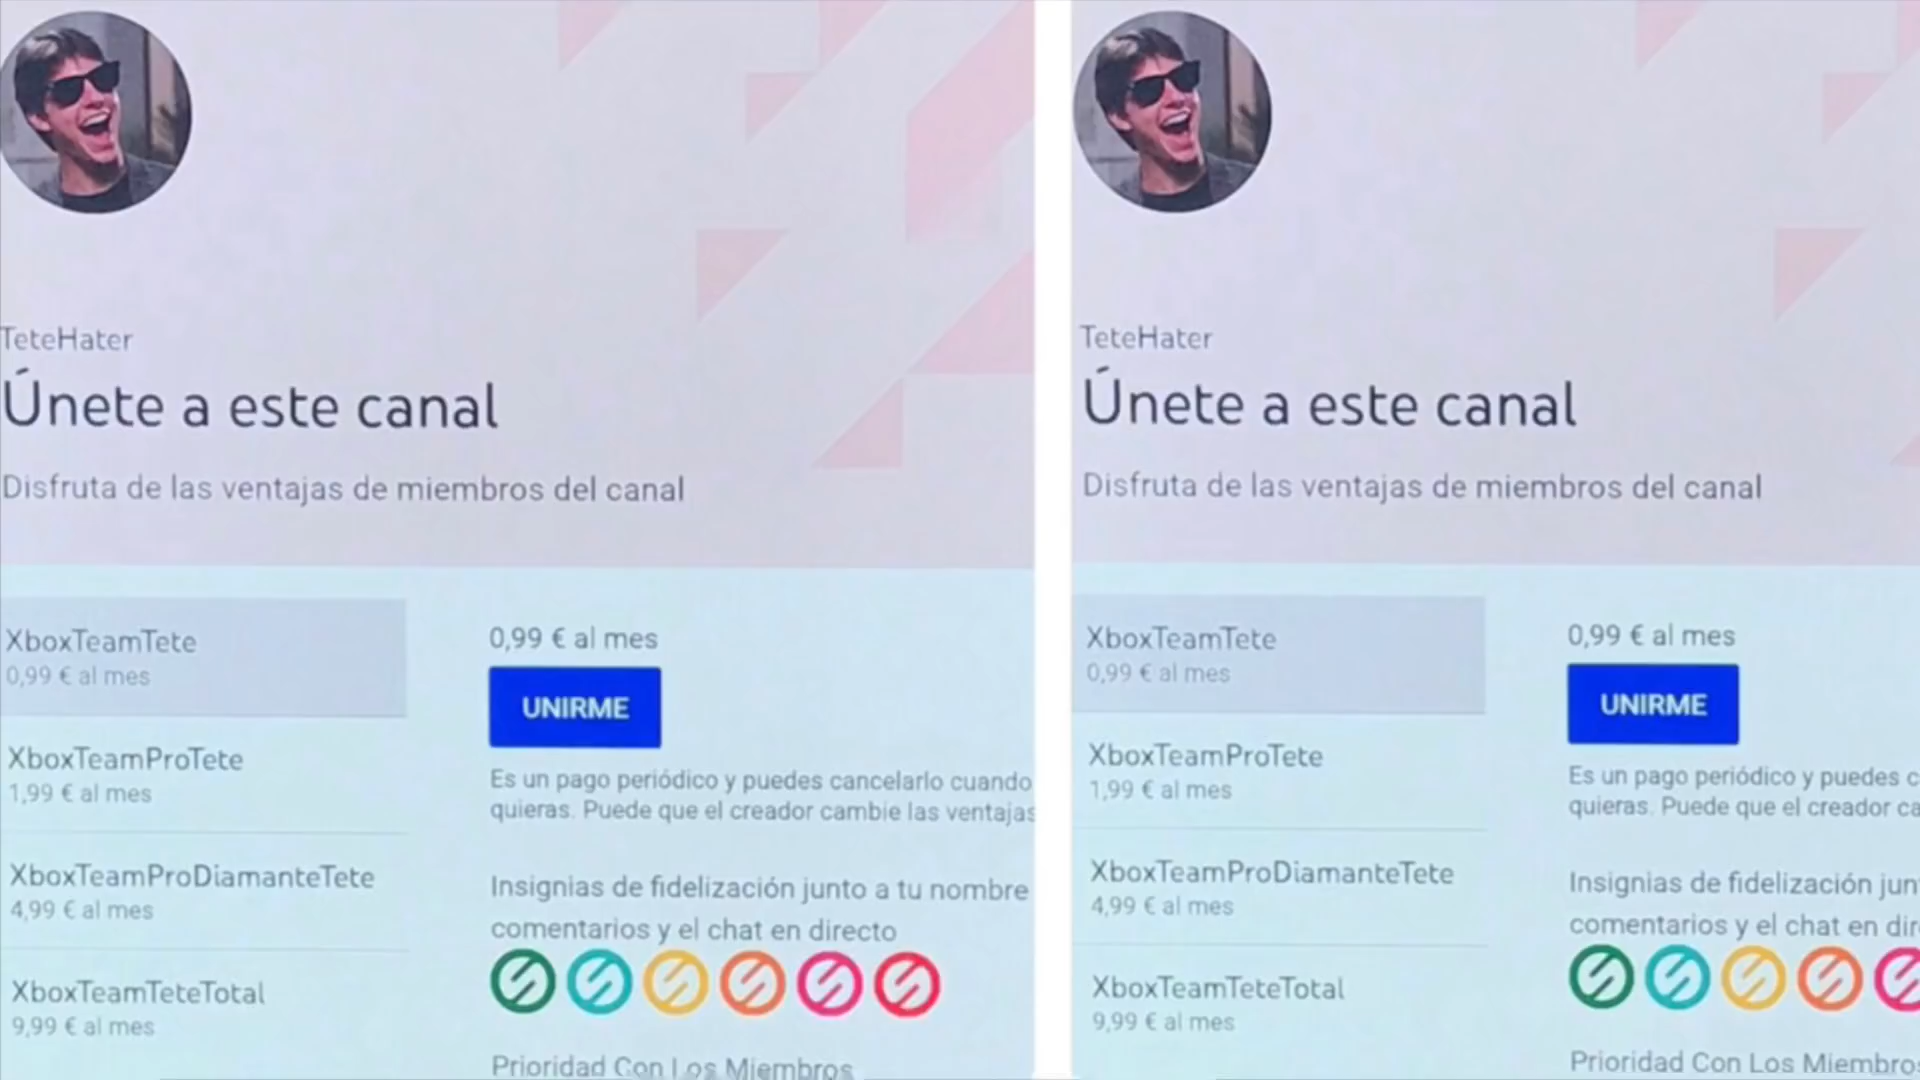 TeteHater
Únete a este canal
Disfruta de las ventajas de miembros del canal
XboxTeamTete
0,99 € al mes
XboxTeamProTete
1,99 € al mes
XboxTeamProDiamanteTete
4,99 € al mes
XboxTeamTeteTotal
9,99 € al mes
0,99 € al mes
UNIRME
Es un pago periódico y puedes cancelarlo cuando
quieras. Puede que el creador cambie las ventajas
Insignias de fidelización junto a tu nombre
comentarios y el chat en directo
Prioridad Con Los Miembros
TeteHater
Únete a este canal
Disfruta de las ventajas de miembros del canal
XboxTeamTete
0,99 € al mes
XboxTeamProTete
1,99 € al mes
XboxTeamProDiamanteTete
4,99 € al mes
XboxTeamTeteTotal
9,99 € al mes
0,99 € al mes
UNIRME
Es un pago periódico y puedes c
quieras. Puede que el creador ca
Insignias de fidelización jun
comentarios y el chat en dir
Prioridad Con Los Miembros